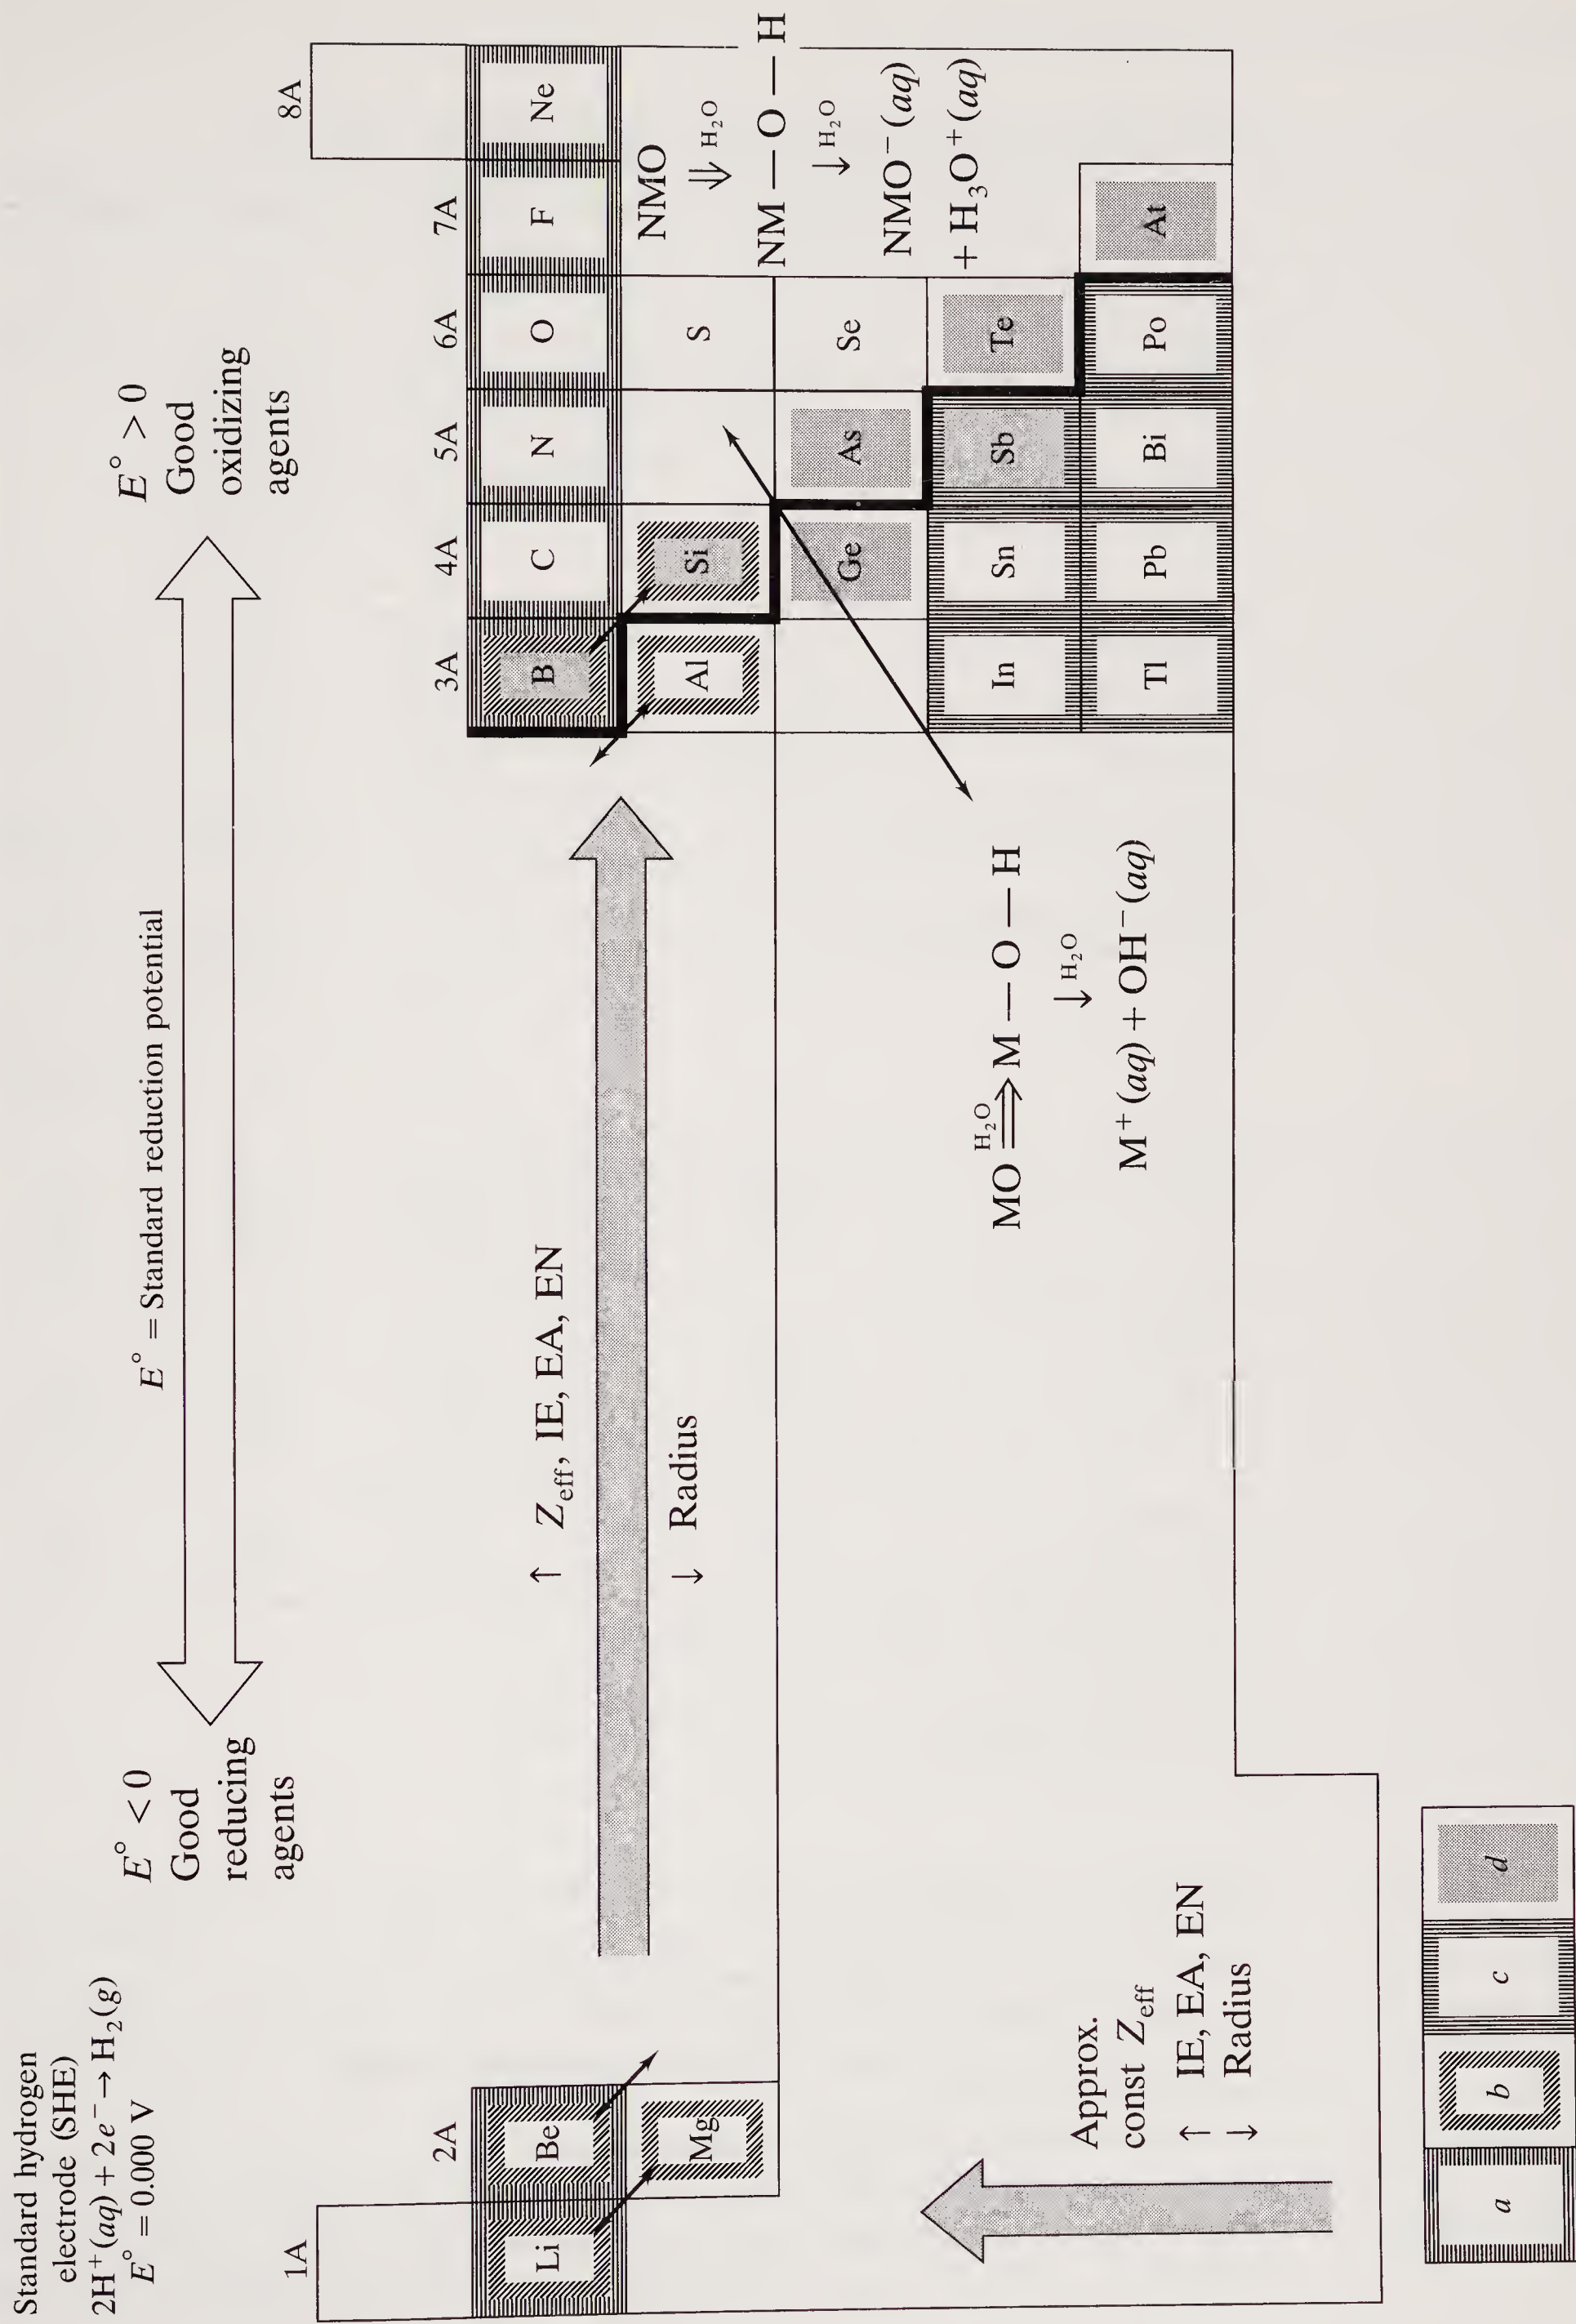 Standard hydrogen
electrode (SHE)
2H⁺(aq) + 2e⁻ → H₂(g)
E° = 0.000 V
E° = Standard reduction potential
E° < 0
Good
reducing
agents
E° > 0
Good
oxidizing
agents
1A
2A
3A
4A
5A
6A
7A
8A
Li
Be
B
C
N
O
F
Ne
Mg
Al
Si
S
Ge
As
Se
In
Sn
Sb
Te
Tl
Pb
Bi
Po
At
↑ Z_eff, IE, EA, EN
↓ Radius
NMO
⇓ H₂O
NM — O — H
↓ H₂O
NMO⁻(aq)
+ H₃O⁺(aq)
MO ⟹ M — O — H
H₂O
↓ H₂O
M⁺(aq) + OH⁻(aq)
Approx.
const Z_eff
↑ IE, EA, EN
↓ Radius
a
b
c
d